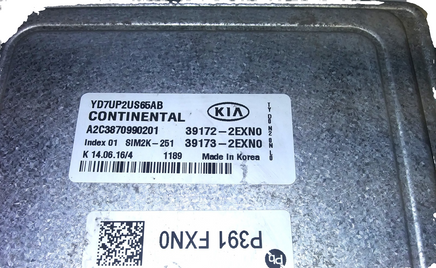 YD7UP2US65AB
CONTINENTAL
KIA
A2C3870990201 39172-2EXN0
Index 01 SIM2K-251 39173-2EXN0
K 14.06.16/4 1189 Made in Korea
P391 FXN0
Pb